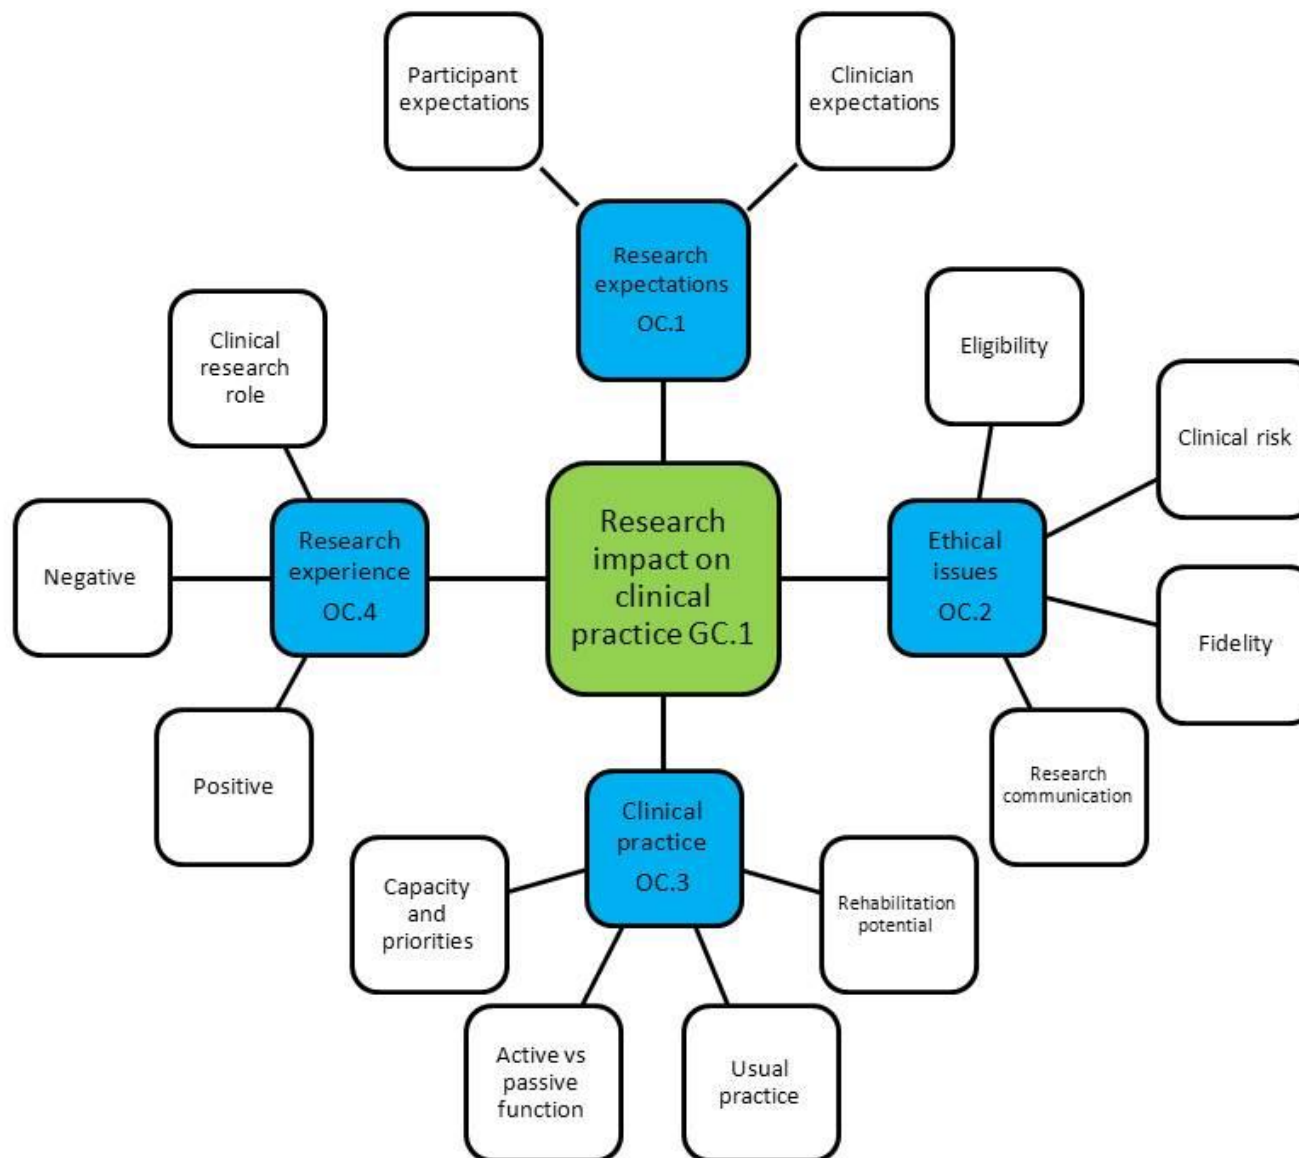 Participant
expectations
Clinician
expectations
Research
expectations
OC.1
Clinical
research
role
Eligibility
Clinical risk
Negative
Research
experience
OC.4
Research
impact on
clinical
practice GC.1
Ethical
issues
OC.2
Fidelity
Positive
Research
communication
Clinical
practice
OC.3
Capacity
and
priorities
Rehabilitation
potential
Active vs
passive
function
Usual
practice